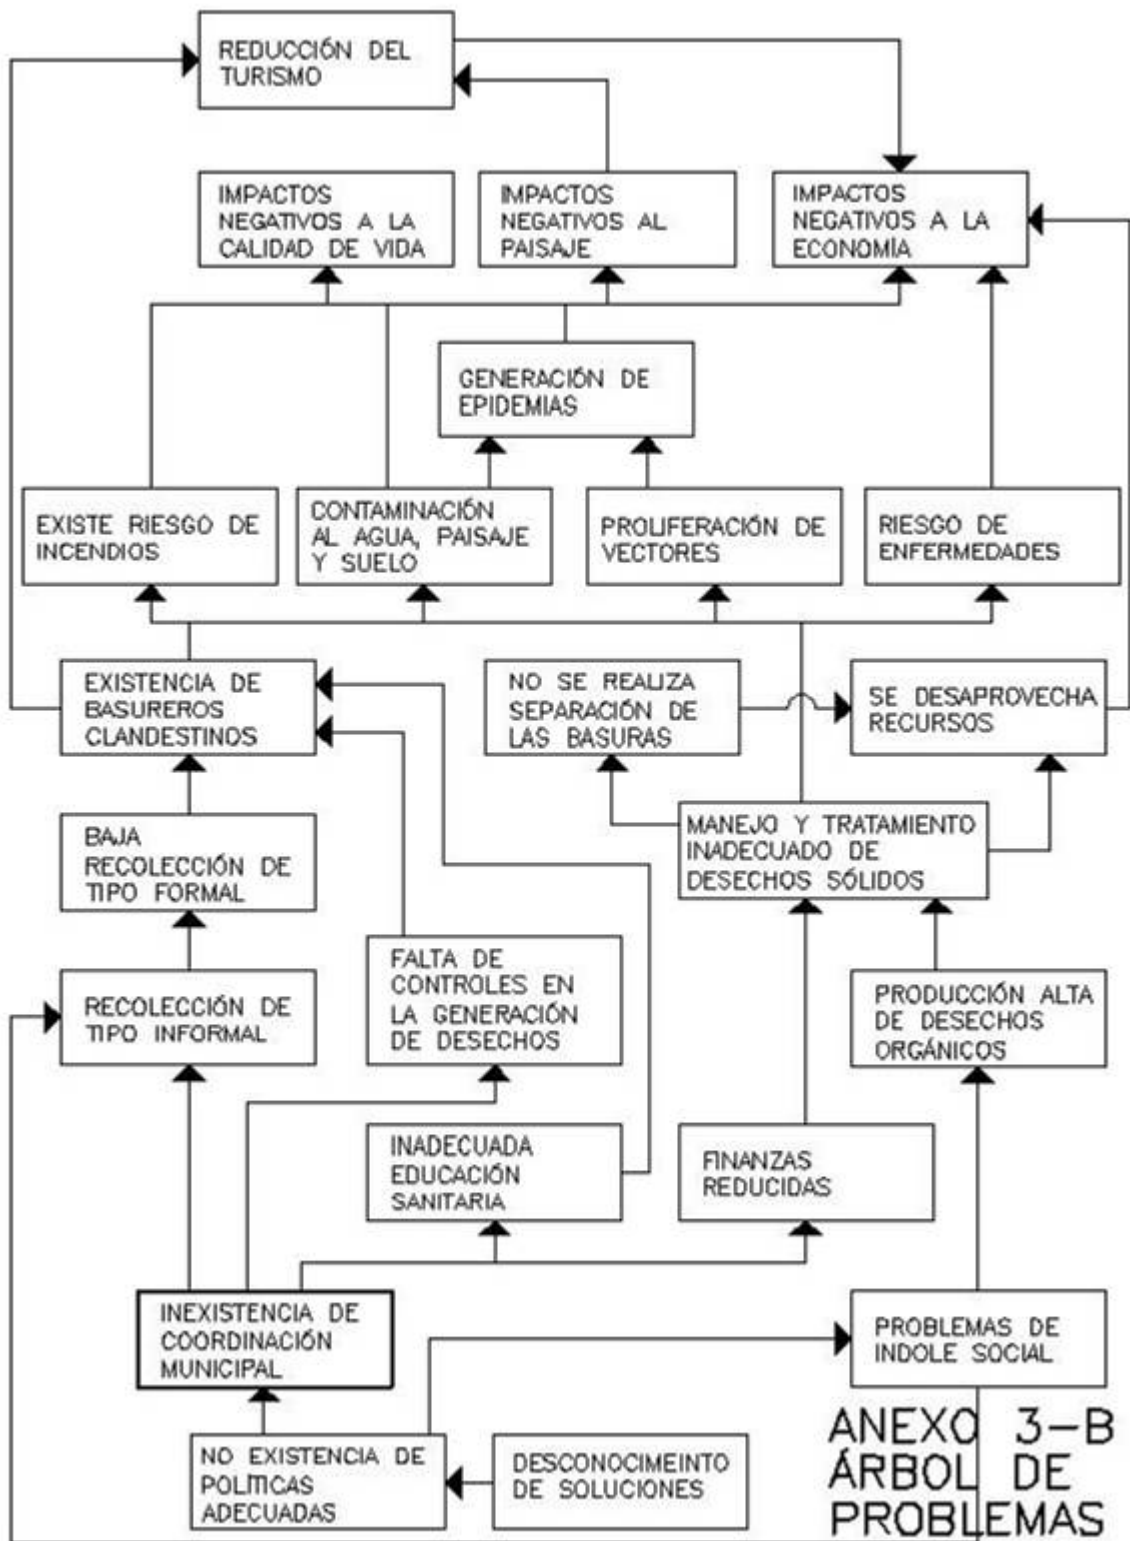 REDUCCIÓN DEL
TURISMO
IMPACTOS
NEGATIVOS A LA
CALIDAD DE VIDA
IMPACTOS
NEGATIVOS AL
PAISAJE
IMPACTOS
NEGATIVOS A LA
ECONOMÍA
GENERACIÓN DE
EPIDEMIAS
EXISTE RIESGO DE
INCENDIOS
CONTAMINACIÓN
AL AGUA, PAISAJE
Y SUELO
PROLIFERACIÓN DE
VECTORES
RIESGO DE
ENFERMEDADES
EXISTENCIA DE
BASUREROS
CLANDESTINOS
NO SE REALIZA
SEPARACIÓN DE
LAS BASURAS
SE DESAPROVECHA
RECURSOS
BAJA
RECOLECCIÓN DE
TIPO FORMAL
MANEJO Y TRATAMIENTO
INADECUADO DE
DESECHOS SÓLIDOS
RECOLECCIÓN DE
TIPO INFORMAL
FALTA DE
CONTROLES EN
LA GENERACIÓN
DE DESECHOS
PRODUCCIÓN ALTA
DE DESECHOS
ORGÁNICOS
INADECUADA
EDUCACIÓN
SANITARIA
FINANZAS
REDUCIDAS
INEXISTENCIA DE
COORDINACIÓN
MUNICIPAL
PROBLEMAS DE
INDOLE SOCIAL
NO EXISTENCIA DE
POLÍTICAS
ADECUADAS
DESCONOCIMEINTO
DE SOLUCIONES
ANEXO 3-B
ÁRBOL DE
PROBLEMAS